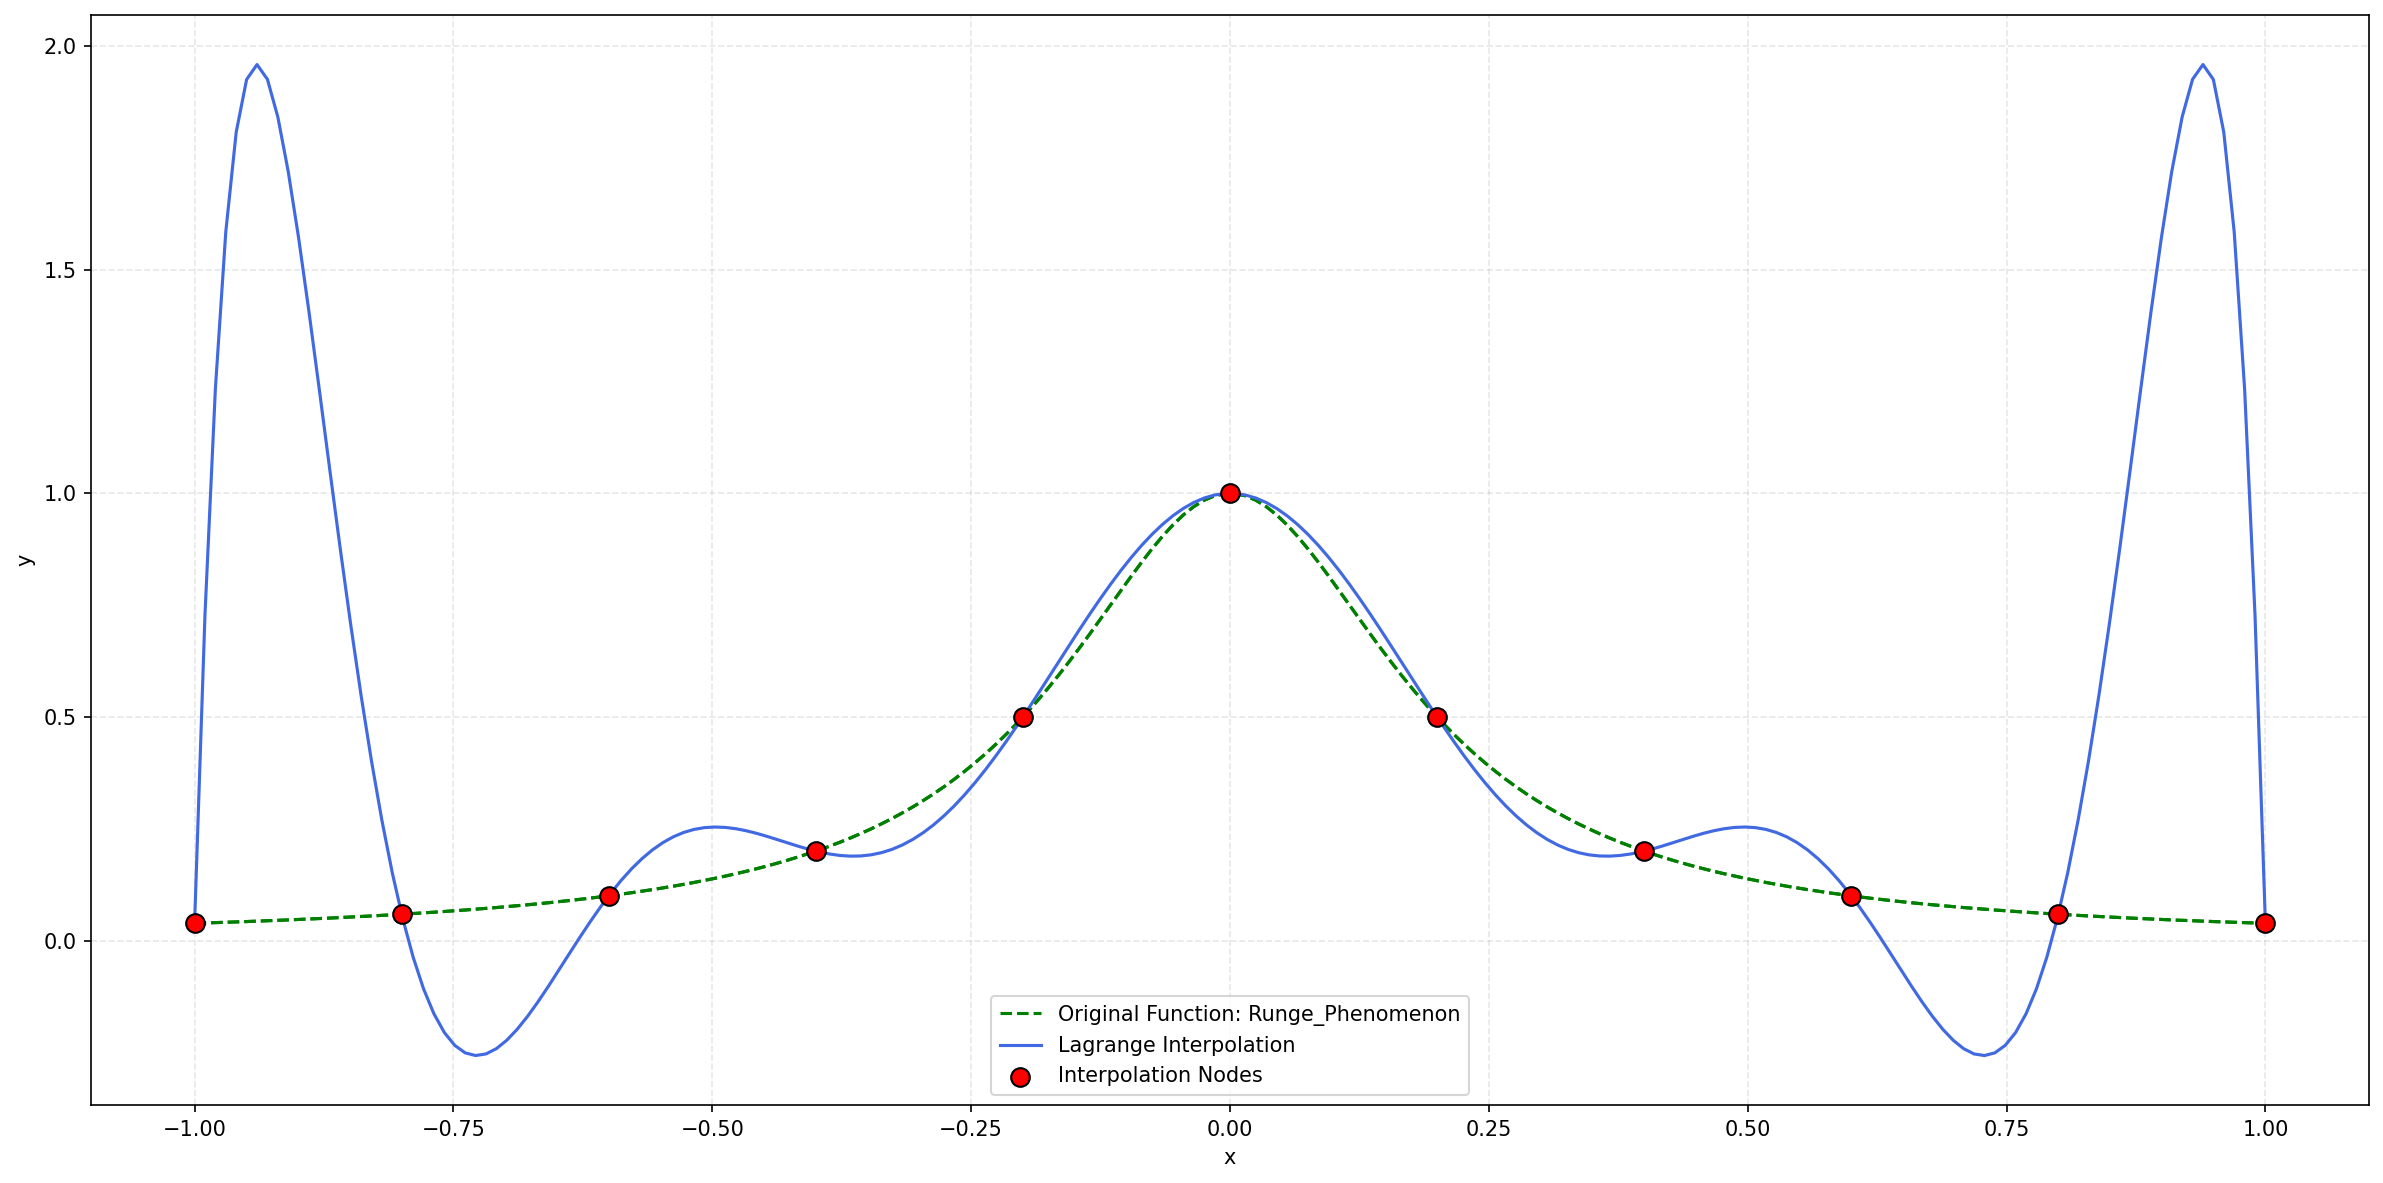 2.0
1.5
1.0
0.5
0.0
y
−1.00 −0.75 −0.50 −0.25 0.00 0.25 0.50 0.75 1.00
x
Original Function: Runge_Phenomenon
Lagrange Interpolation
Interpolation Nodes